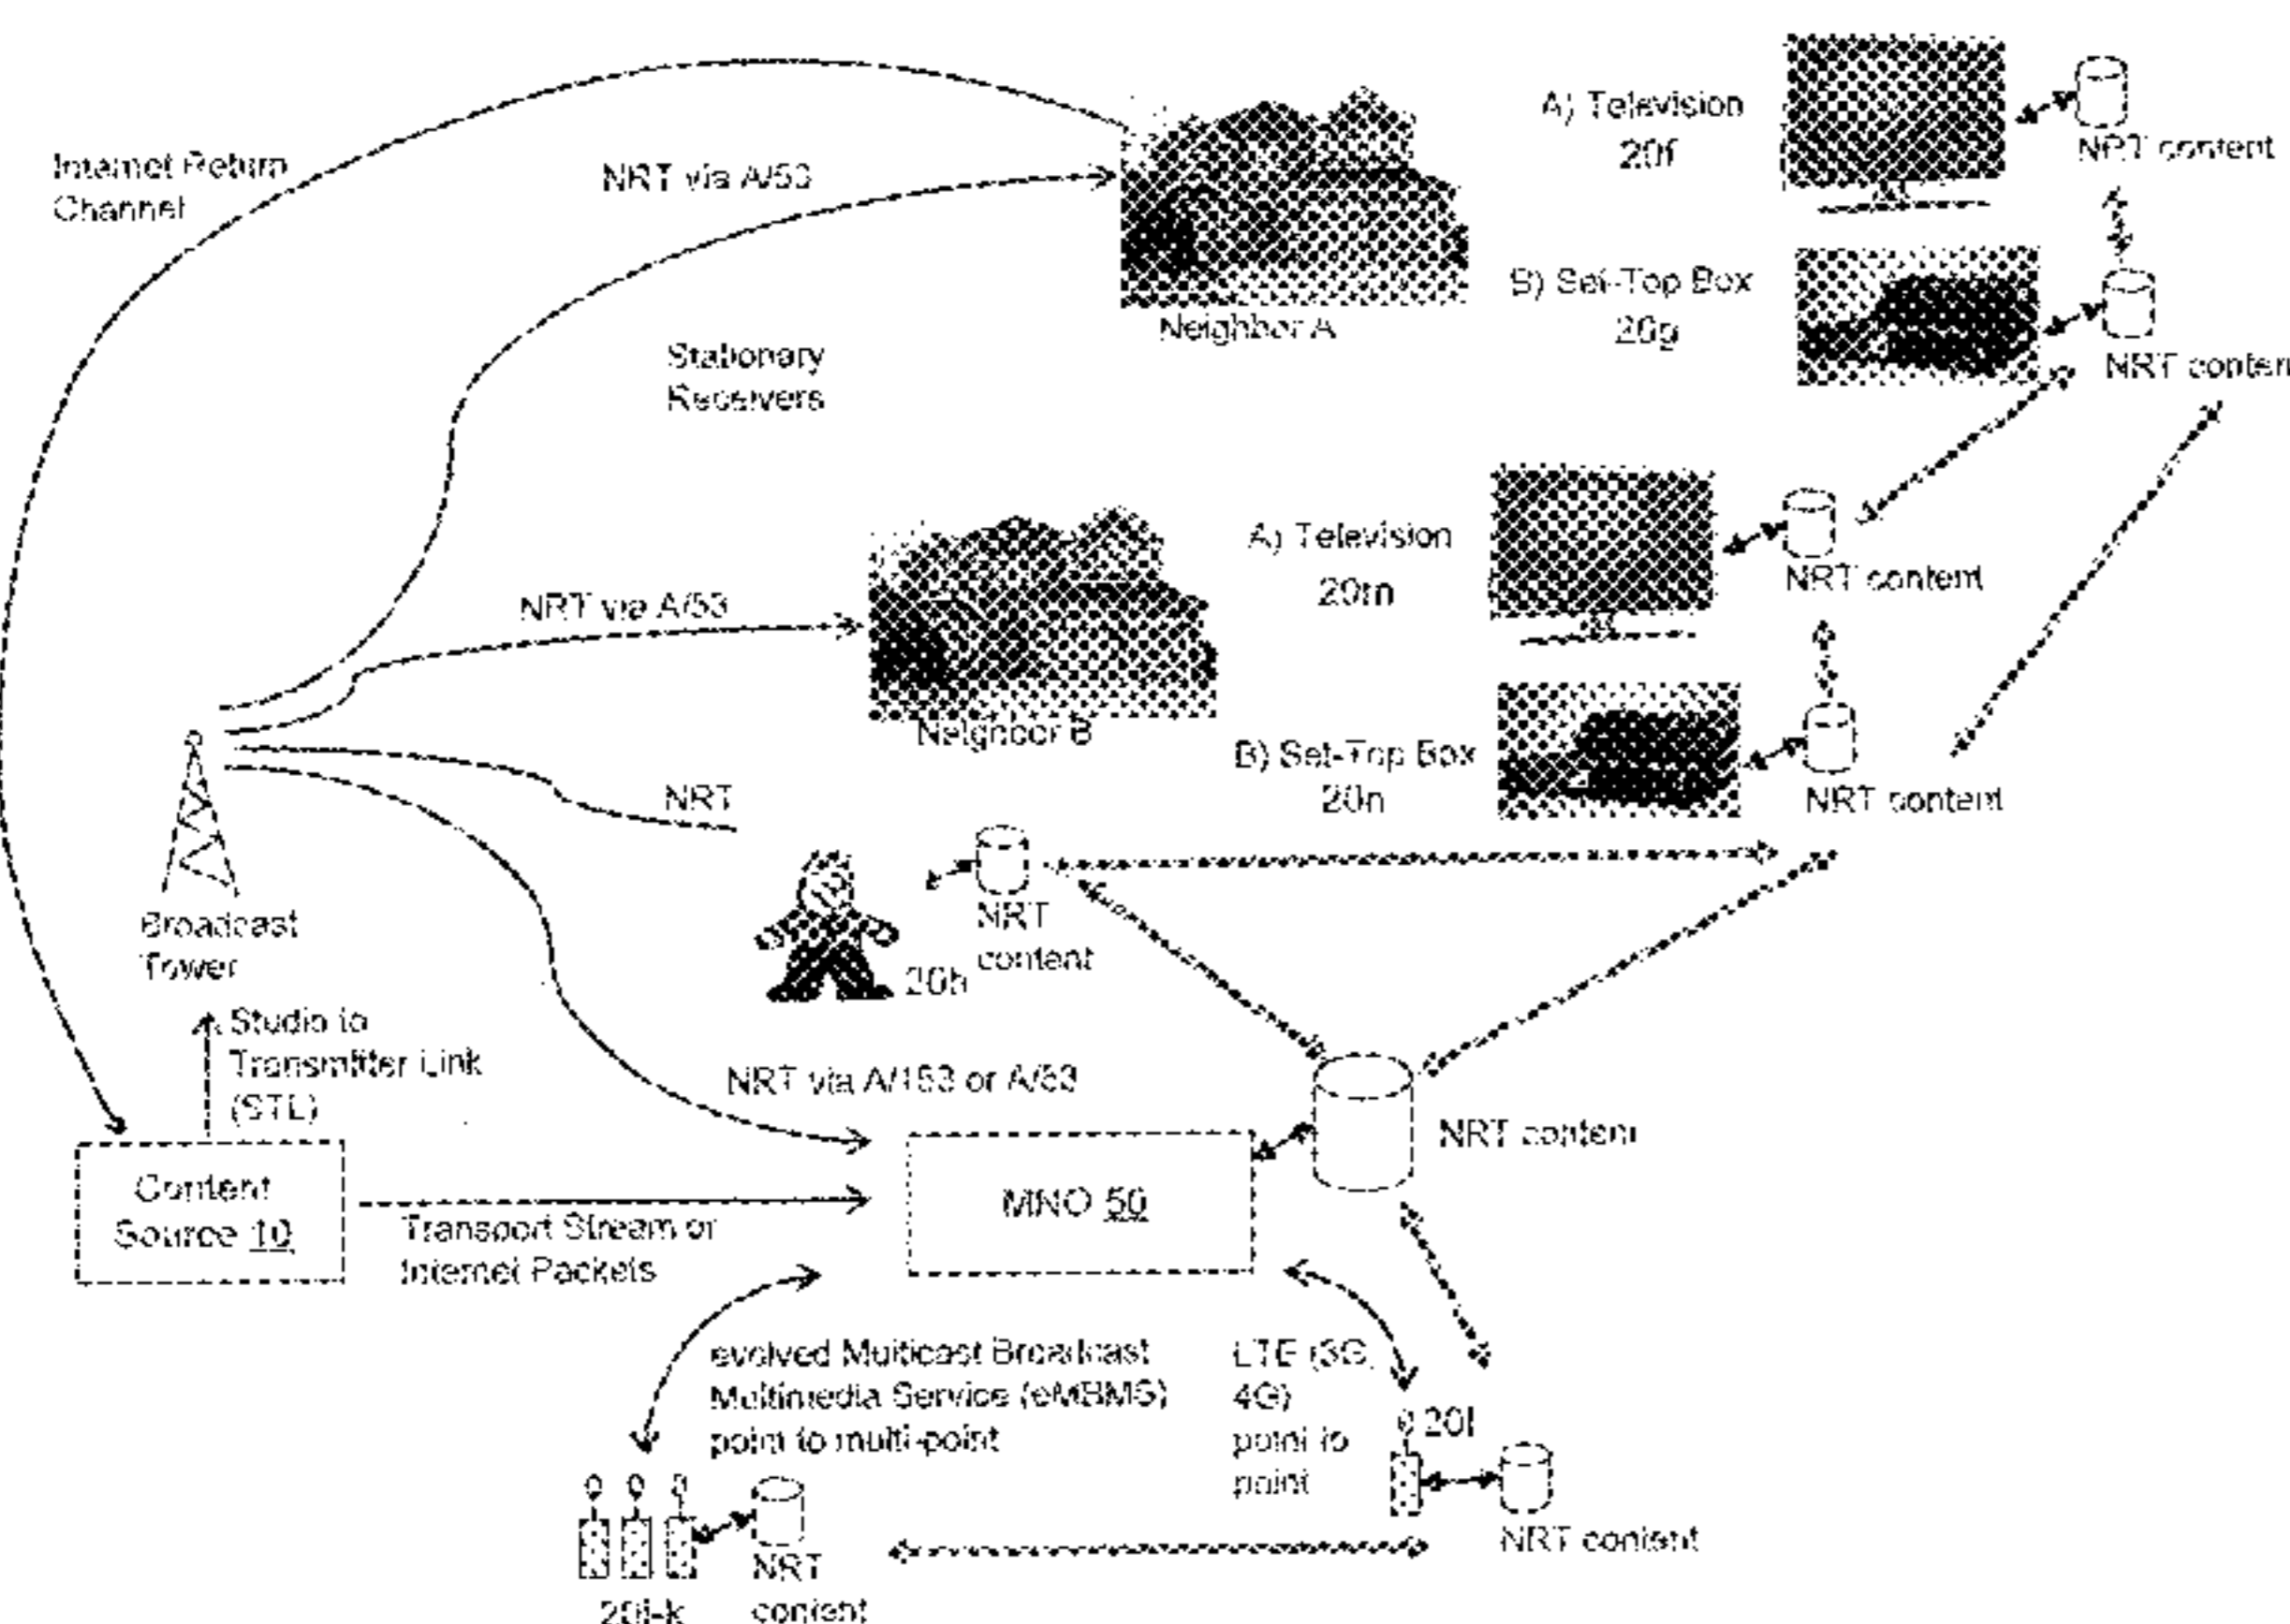 Internet Return
Channel
NRT via A/53
A) Television
20f
NRT content
Neighbor A
B) Set-Top Box
20g
NRT conten
Stationary
Receivers
NRT via A/53
Neighbor B
A) Television
20m
NRT content
B) Set-Top Box
20n
NRT content
NRT
NRT
content
20h
Broadcast
Tower
Studio to
Transmitter Link
(STL)
NRT via A/153 or A/53
NRT content
Content
Source 10
MNO 50
Transport Stream or
Internet Packets
evolved Multicast Broadcast
Multimedia Service (eMBMS)
point to multi-point
LTE (3G,
4G)
point to
point
20l
NRT content
NRT
content
20i-k